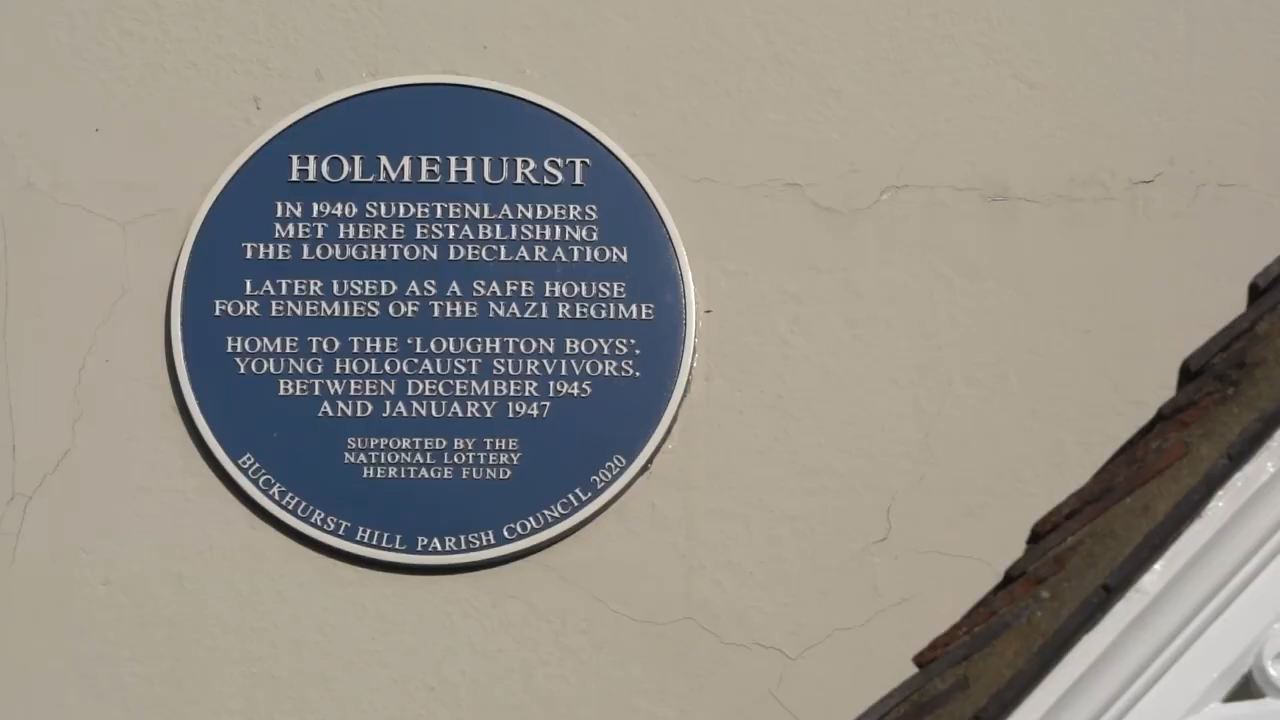 HOLMEHURST
IN 1940 SUDETENLANDERS
MET HERE ESTABLISHING
THE LOUGHTON DECLARATION
LATER USED AS A SAFE HOUSE
FOR ENEMIES OF THE NAZI REGIME
HOME TO THE ‘LOUGHTON BOYS’,
YOUNG HOLOCAUST SURVIVORS,
BETWEEN DECEMBER 1945
AND JANUARY 1947
SUPPORTED BY THE
NATIONAL LOTTERY
HERITAGE FUND
BUCKHURST HILL PARISH COUNCIL 2020